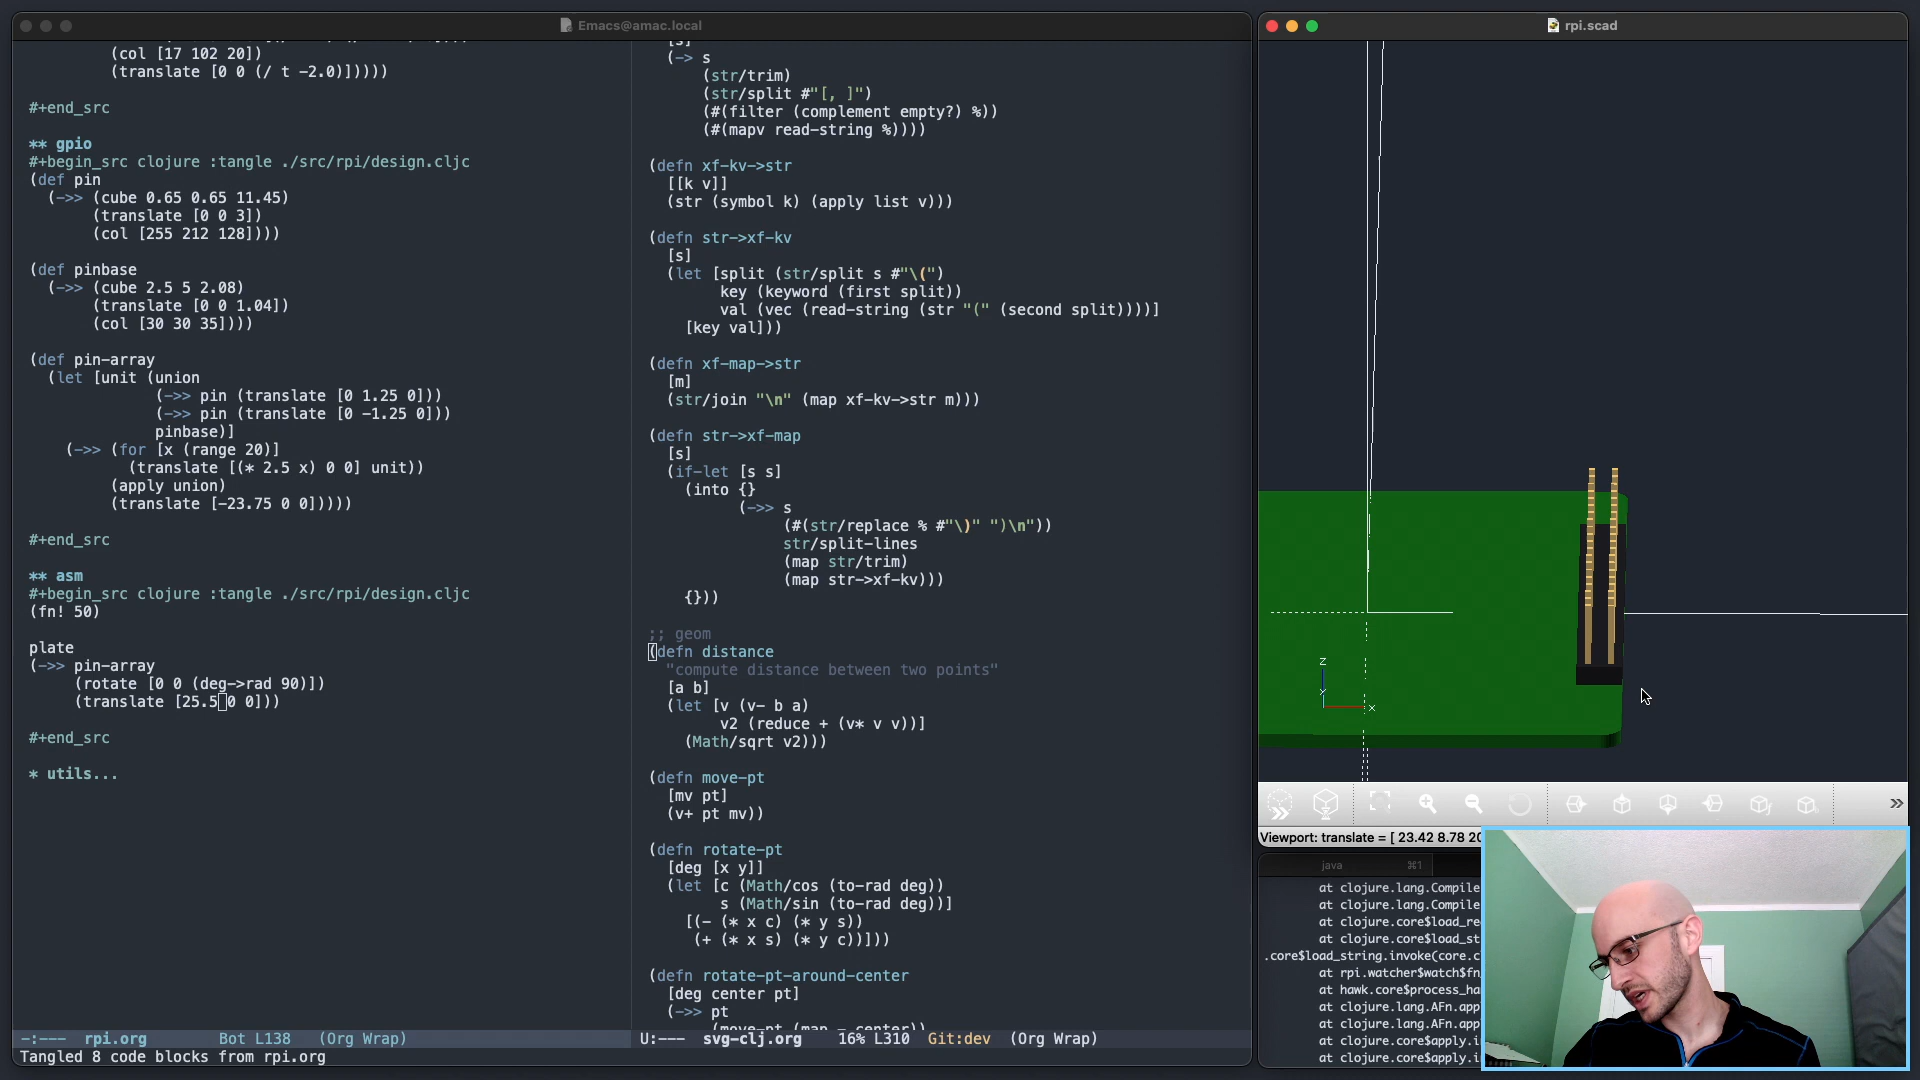 Emacs@amac.local
(col [17 102 20])
(translate [0 0 (/ t -2.0)]))))
#+end_src
** gpio
#+begin_src clojure :tangle ./src/rpi/design.cljc
(def pin
(->> (cube 0.65 0.65 11.45)
(translate [0 0 3])
(col [255 212 128])))
(def pinbase
(->> (cube 2.5 5 2.08)
(translate [0 0 1.04])
(col [30 30 35])))
(def pin-array
(let [unit (union
(->> pin (translate [0 1.25 0]))
(->> pin (translate [0 -1.25 0]))
pinbase)]
(->> (for [x (range 20)]
(translate [(* 2.5 x) 0 0] unit))
(apply union)
(translate [-23.75 0 0]))))
#+end_src
** asm
#+begin_src clojure :tangle ./src/rpi/design.cljc
(fn! 50)
plate
(->> pin-array
(rotate [0 0 (deg->rad 90)])
(translate [25.5 0 0]))
#+end_src
* utils...
-:---  rpi.org  Bot L138  (Org Wrap)
Tangled 8 code blocks from rpi.org
[s]
(-> s
(str/trim)
(str/split #"[, ]")
(#(filter (complement empty?) %))
(#(mapv read-string %))))
(defn xf-kv->str
[[k v]]
(str (symbol k) (apply list v)))
(defn str->xf-kv
[s]
(let [split (str/split s #"\(")
key (keyword (first split))
val (vec (read-string (str "(" (second split))))]
[key val]))
(defn xf-map->str
[m]
(str/join "\n" (map xf-kv->str m)))
(defn str->xf-map
[s]
(if-let [s s]
(into {}
(->> s
(#(str/replace % #"\)" ")\n"))
str/split-lines
(map str/trim)
(map str->xf-kv)))
{}))
;; geom
(defn distance
"compute distance between two points"
[a b]
(let [v (v- b a)
v2 (reduce + (v* v v))]
(Math/sqrt v2)))
(defn move-pt
[mv pt]
(v+ pt mv))
(defn rotate-pt
[deg [x y]]
(let [c (Math/cos (to-rad deg))
s (Math/sin (to-rad deg))]
[(- (* x c) (* y s))
(+ (* x s) (* y c))]))
(defn rotate-pt-around-center
[deg center pt]
(->> pt
(move-pt (map - center))
U:---  svg-clj.org  16% L310  Git:dev  (Org Wrap)
rpi.scad
z
x
Viewport: translate = [ 23.42 8.78
java ⌘1
at clojure.lang.Compile
at clojure.lang.Compile
at clojure.core$load_re
at clojure.core$load_st
.core$load_string.invoke(core.c
at rpi.watcher$watch$fn
at hawk.core$process_ha
at clojure.lang.AFn.app
at clojure.lang.AFn.app
at clojure.core$apply.i
at clojure.core$apply.i